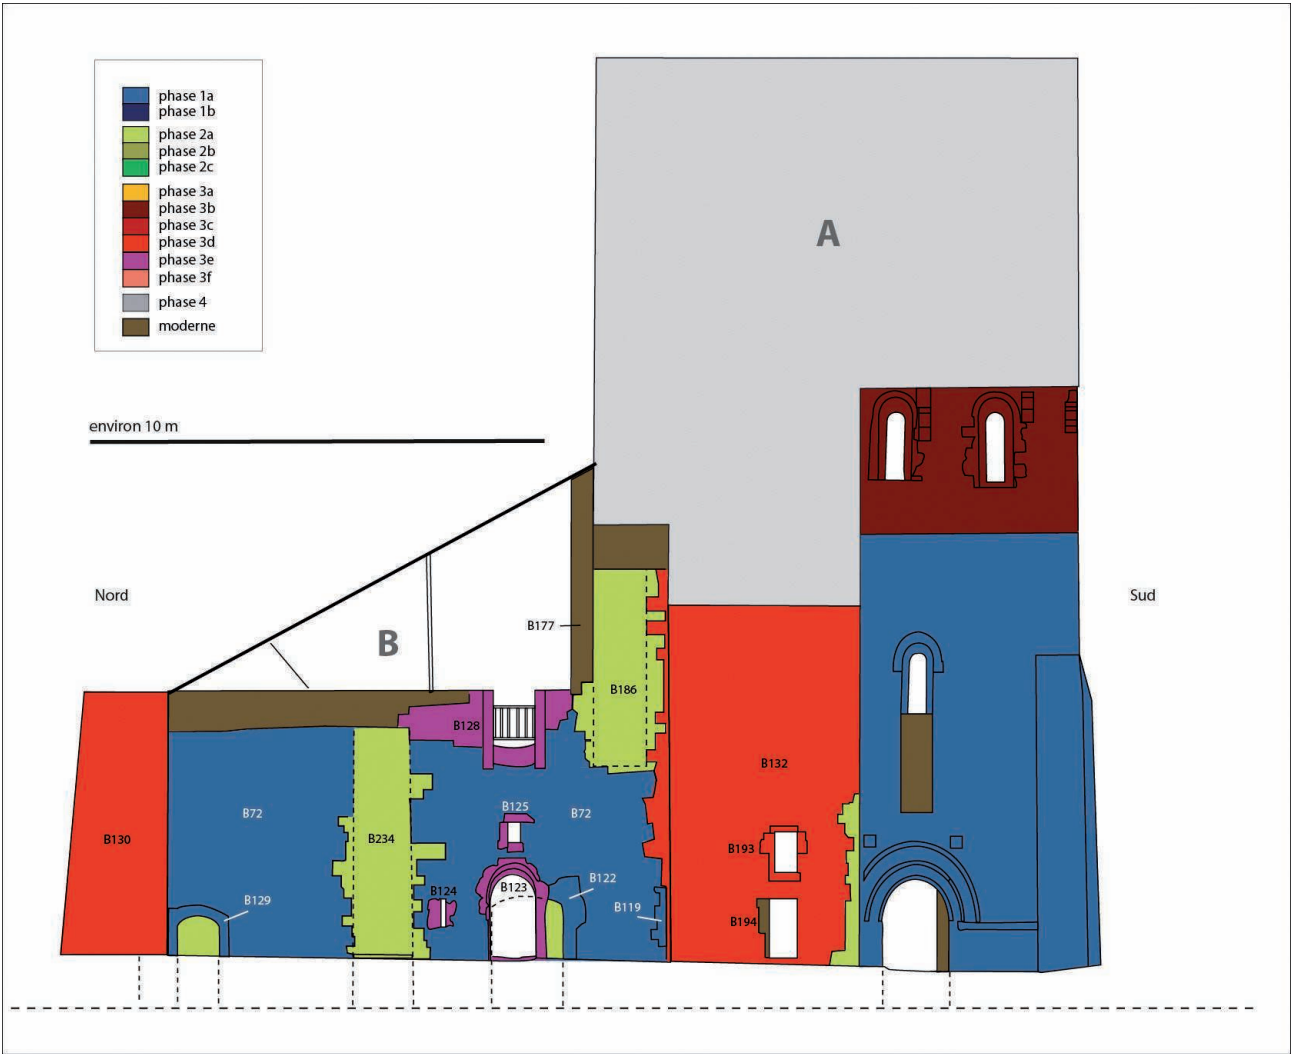 phase 1a
phase 1b
phase 2a
phase 2b
phase 2c
phase 3a
phase 3b
phase 3c
phase 3d
phase 3e
phase 3f
phase 4
moderne
A
environ 10 m
Nord
Sud
B
B177
B186
B128
B132
B72
B125
B72
B130
B234
B193
B124
B123
B122
B129
B119
B194